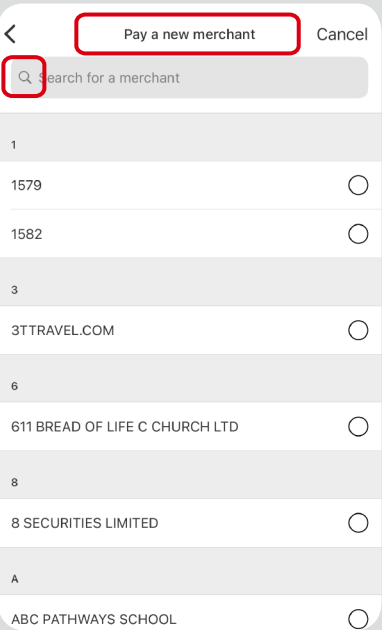 Pay a new merchant Cancel
Search for a merchant
1
1579
1582
3
3TTRAVEL.COM
6
611 BREAD OF LIFE C CHURCH LTD
8
8 SECURITIES LIMITED
A
ABC PATHWAYS SCHOOL